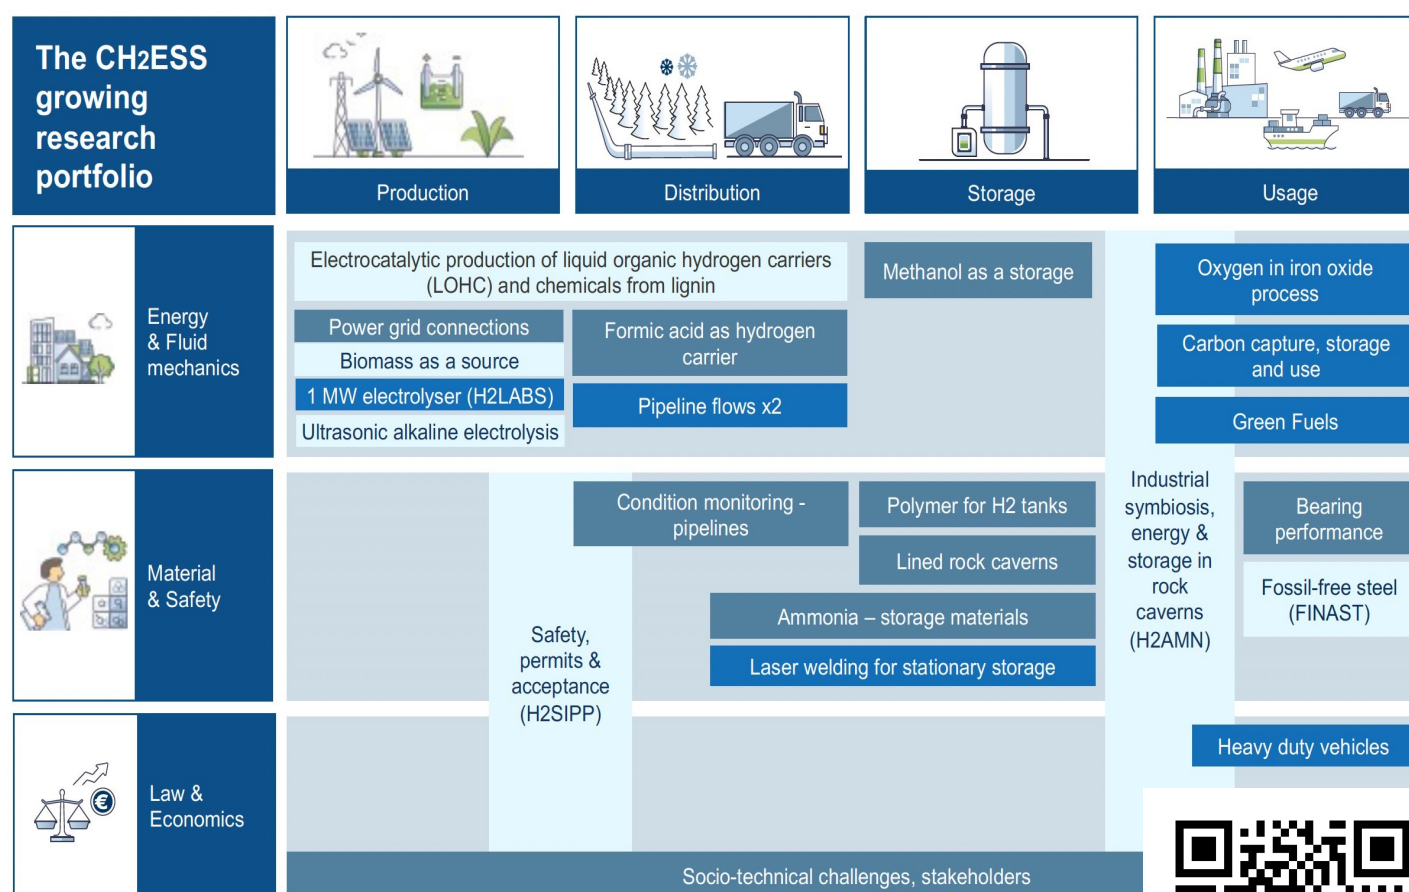 The CH2ESS
growing
research
portfolio
Production
Distribution
Storage
Usage
Energy
& Fluid
mechanics
Electrocatalytic production of liquid organic hydrogen carriers
(LOHC) and chemicals from lignin
Power grid connections
Biomass as a source
1 MW electrolyser (H2LABS)
Ultrasonic alkaline electrolysis
Formic acid as hydrogen
carrier
Pipeline flows x2
Methanol as a storage
Oxygen in iron oxide
process
Carbon capture, storage
and use
Green Fuels
Material
& Safety
Safety,
permits &
acceptance
(H2SIPP)
Condition monitoring -
pipelines
Polymer for H2 tanks
Lined rock caverns
Ammonia – storage materials
Laser welding for stationary storage
Industrial
symbiosis,
energy &
storage in
rock
caverns
(H2AMN)
Bearing
performance
Fossil-free steel
(FINAST)
Law &
Economics
€
Heavy duty vehicles
Socio-technical challenges, stakeholders